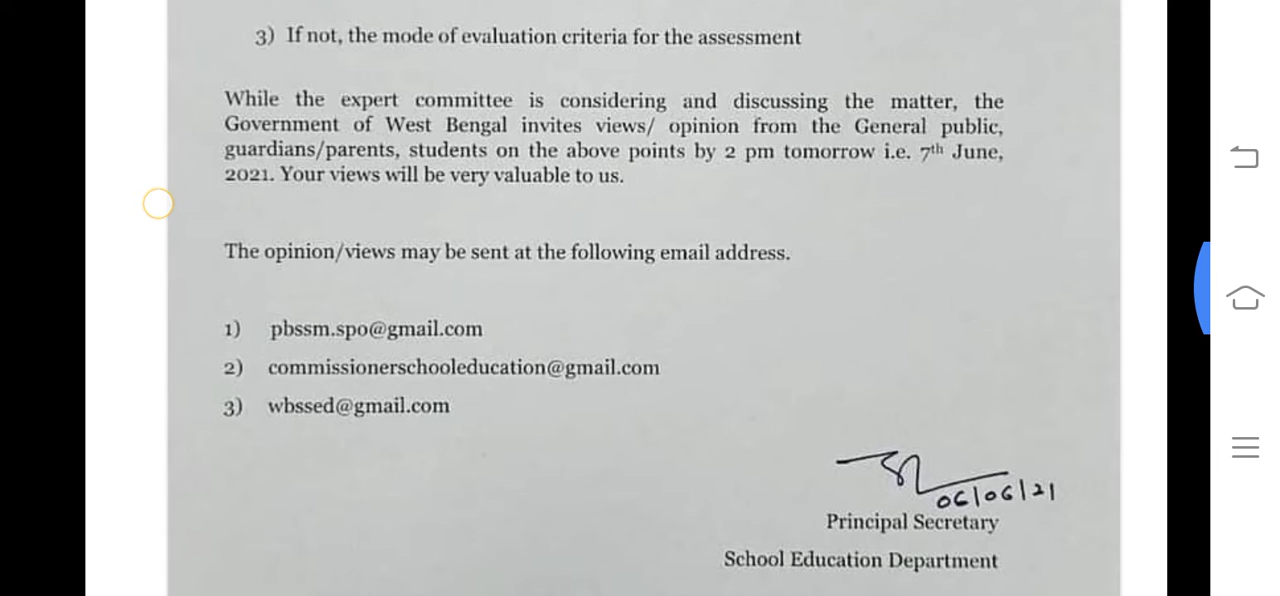 3) If not, the mode of evaluation criteria for the assessment
While the expert committee is considering and discussing the matter, the
Government of West Bengal invites views/ opinion from the General public,
guardians/parents, students on the above points by 2 pm tomorrow i.e. 7th June,
2021. Your views will be very valuable to us.
The opinion/views may be sent at the following email address.
1) pbssm.spo@gmail.com
2) commissionerschooleducation@gmail.com
3) wbssed@gmail.com
06/06/21
Principal Secretary
School Education Department